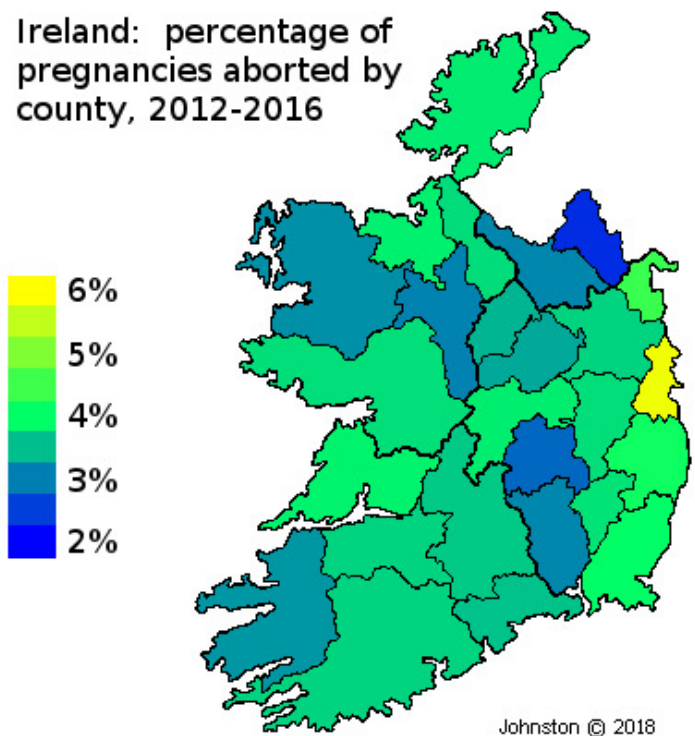 Ireland: percentage of
pregnancies aborted by
county, 2012-2016
6%
5%
4%
3%
2%
Johnston © 2018